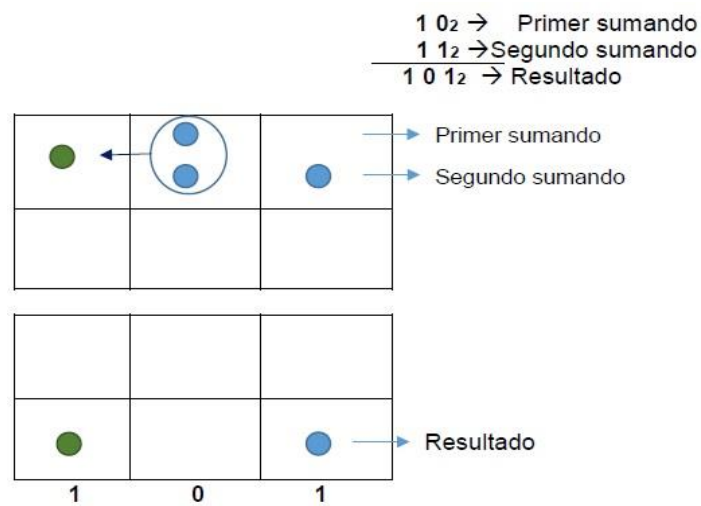 1 0₂ → Primer sumando
1 1₂ →Segundo sumando
1 0 1₂ → Resultado
Primer sumando
Segundo sumando
Resultado
1 0 1